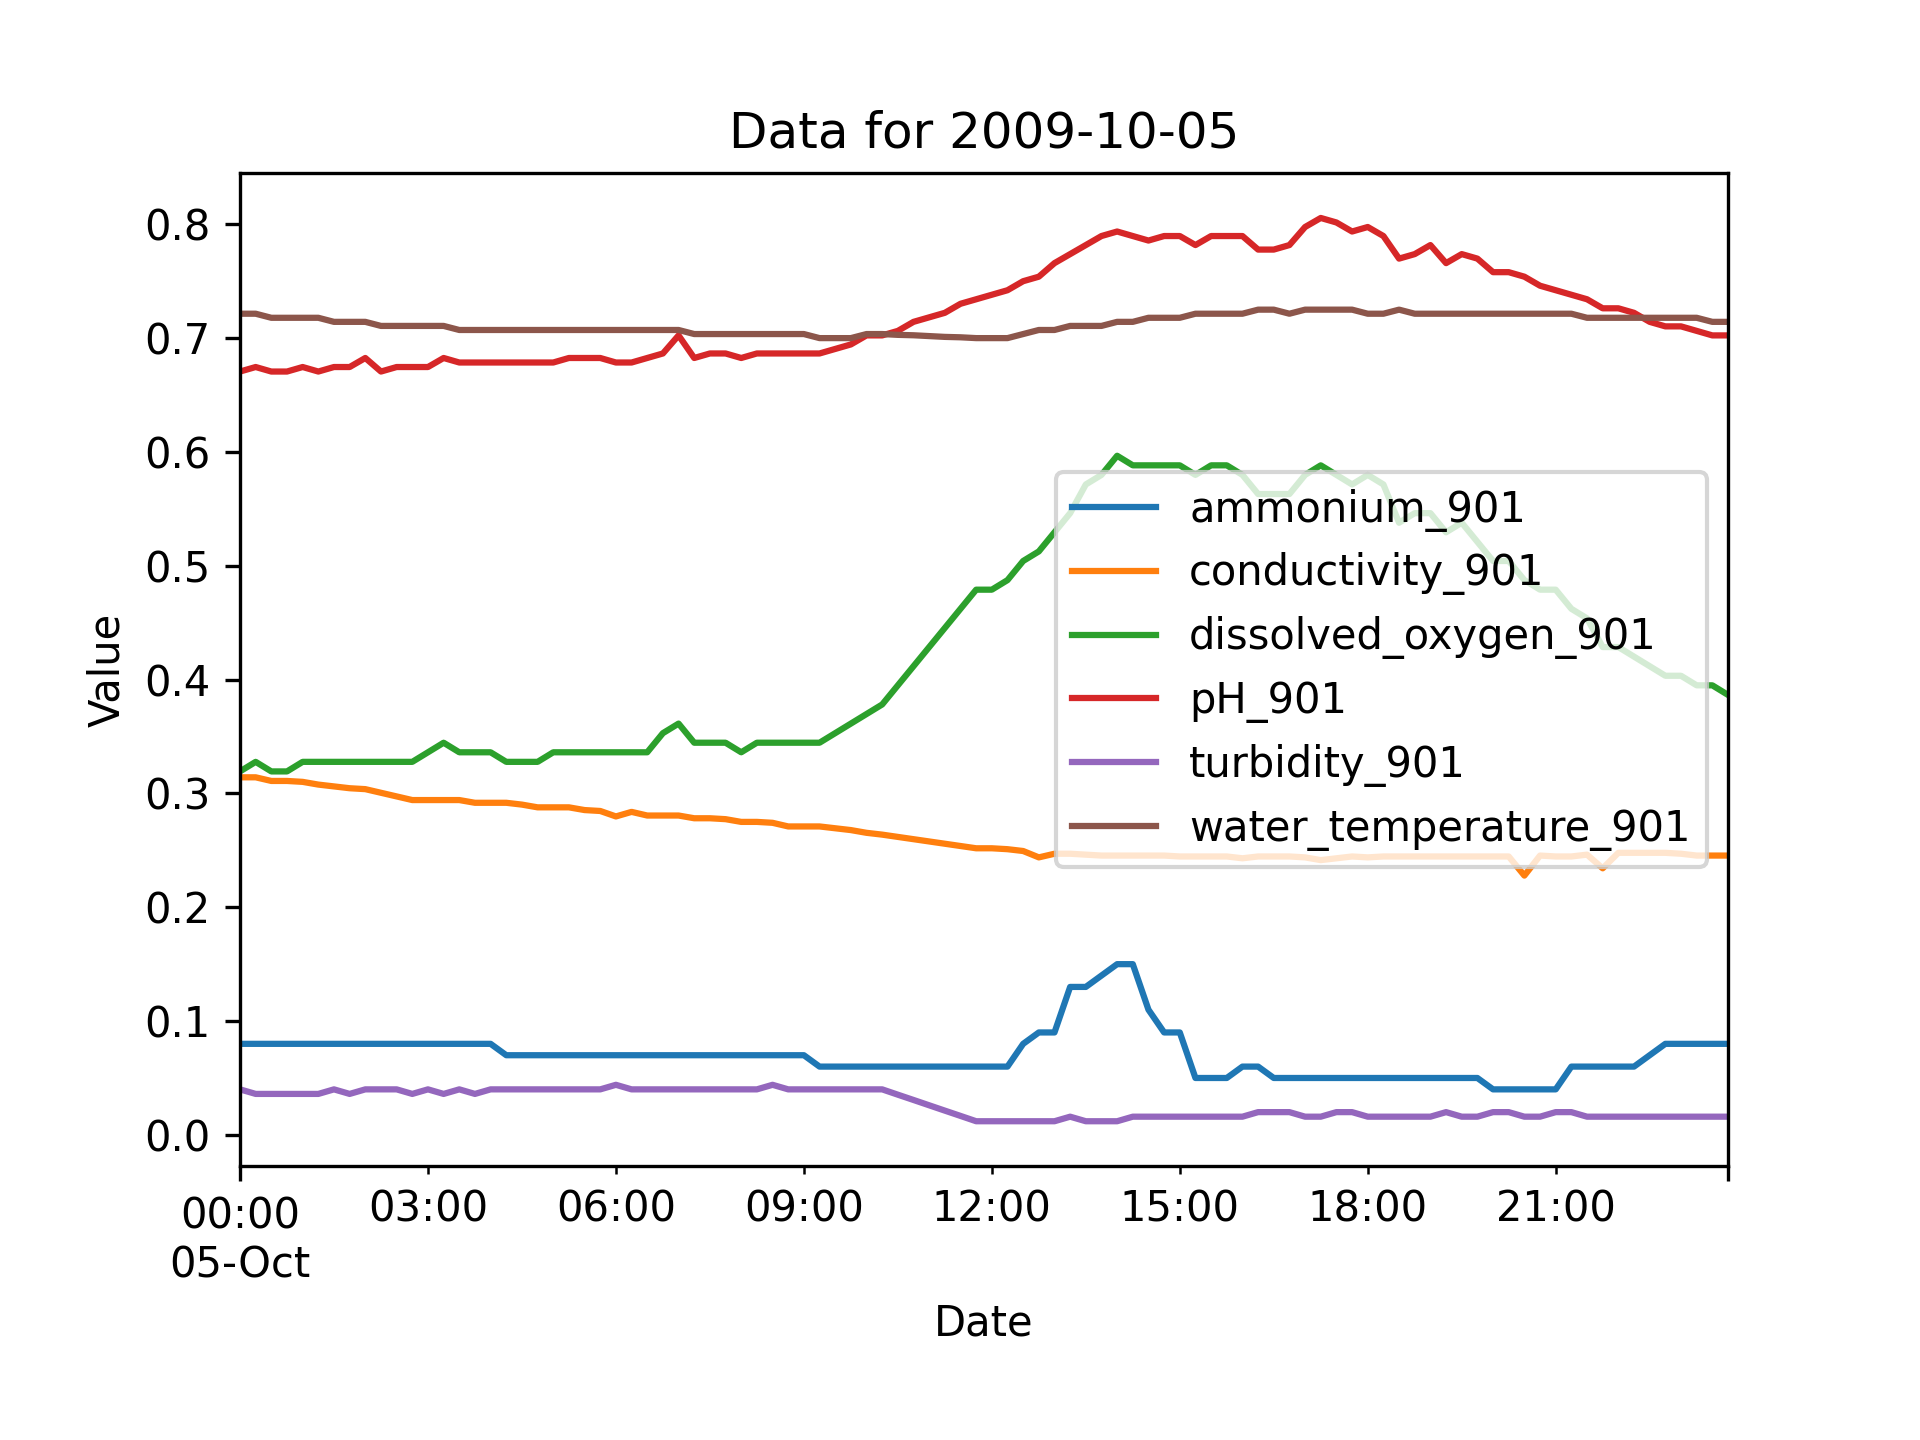 Data for 2009-10-05
Value
0.8
0.7
0.6
0.5
0.4
0.3
0.2
0.1
0.0
ammonium_901
conductivity_901
dissolved_oxygen_901
pH_901
turbidity_901
water_temperature_901
00:00 03:00 06:00 09:00 12:00 15:00 18:00 21:00
05-Oct
Date